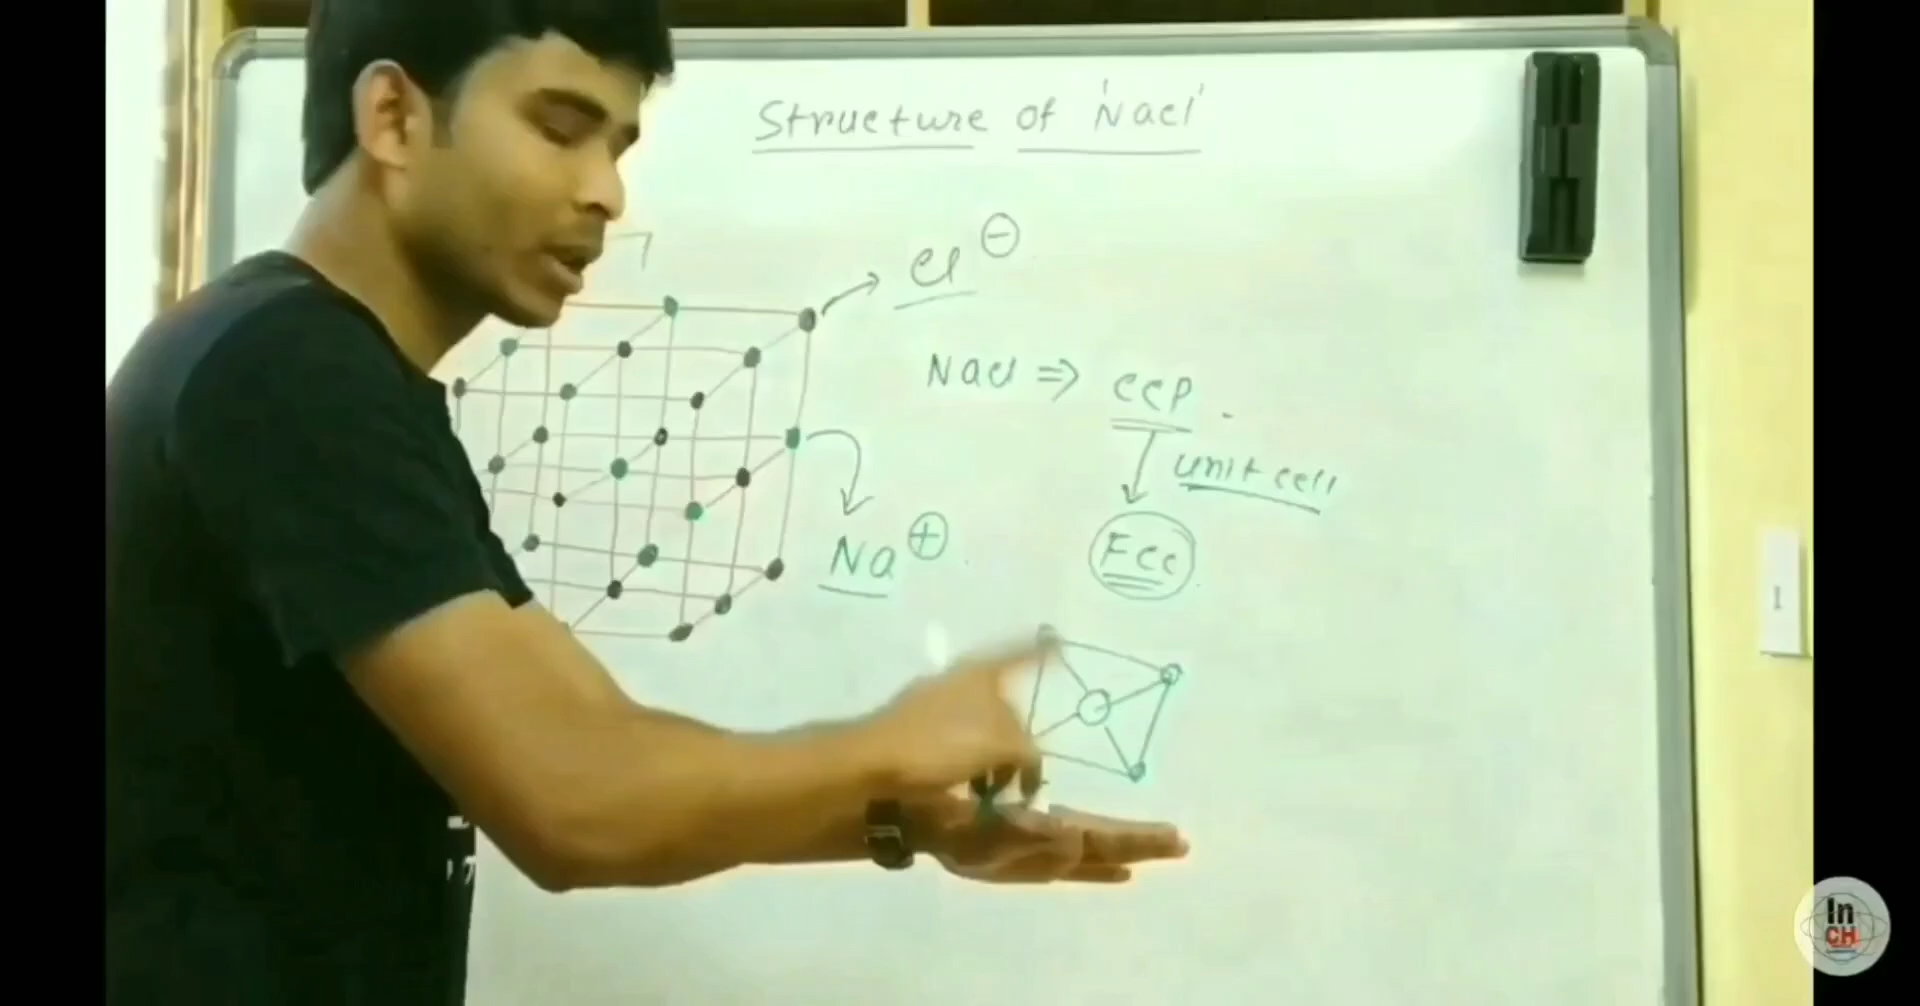 Structure of 'Nacl'
Cl ⊖
Nacl ⇒ CCP
unit cell
Na ⊕
Fcc
In
CH